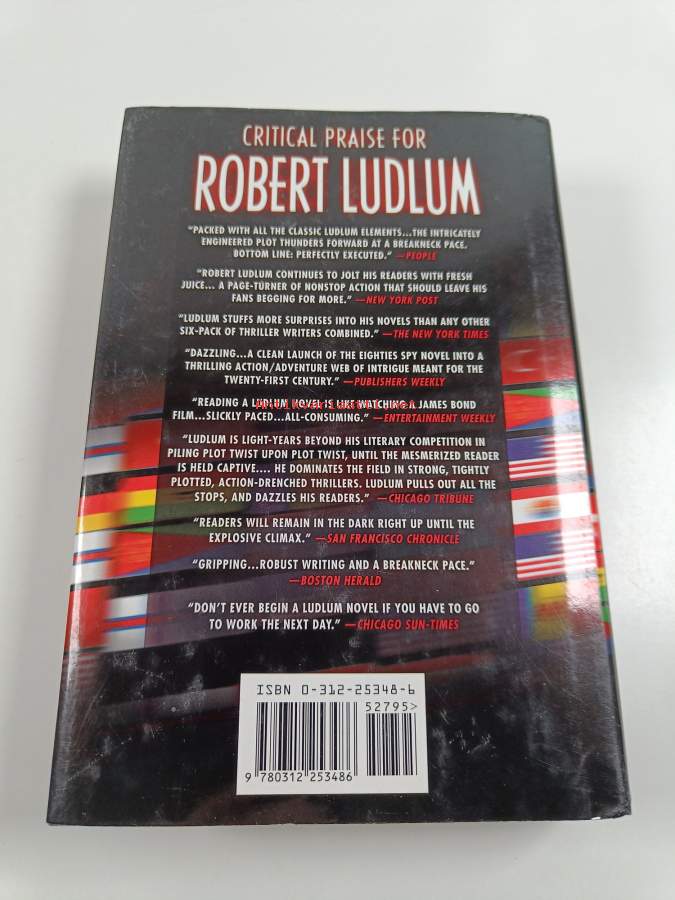 CRITICAL PRAISE FOR
ROBERT LUDLUM
“PACKED WITH ALL THE CLASSIC LUDLUM ELEMENTS...THE INTRICATELY
ENGINEERED PLOT THUNDERS FORWARD AT A BREAKNECK PACE.
BOTTOM LINE: PERFECTLY EXECUTED.” —PEOPLE
“ROBERT LUDLUM CONTINUES TO JOLT HIS READERS WITH FRESH
JUICE... A PAGE-TURNER OF NONSTOP ACTION THAT SHOULD LEAVE HIS
FANS BEGGING FOR MORE.” —NEW YORK POST
“LUDLUM STUFFS MORE SURPRISES INTO HIS NOVELS THAN ANY OTHER
SIX-PACK OF THRILLER WRITERS COMBINED.” —THE NEW YORK TIMES
“DAZZLING...A CLEAN LAUNCH OF THE EIGHTIES SPY NOVEL INTO A
THRILLING ACTION/ADVENTURE WEB OF INTRIGUE MEANT FOR THE
TWENTY-FIRST CENTURY.” —PUBLISHERS WEEKLY
“READING A LUDLUM NOVEL IS LIKE WATCHING A JAMES BOND
FILM...SLICKLY PACED...ALL-CONSUMING.” —ENTERTAINMENT WEEKLY
“LUDLUM IS LIGHT-YEARS BEYOND HIS LITERARY COMPETITION IN
PILING PLOT TWIST UPON PLOT TWIST, UNTIL THE MESMERIZED READER
IS HELD CAPTIVE.... HE DOMINATES THE FIELD IN STRONG, TIGHTLY
PLOTTED, ACTION-DRENCHED THRILLERS. LUDLUM PULLS OUT ALL THE
STOPS, AND DAZZLES HIS READERS.” —CHICAGO TRIBUNE
“READERS WILL REMAIN IN THE DARK RIGHT UP UNTIL THE
EXPLOSIVE CLIMAX.” —SAN FRANCISCO CHRONICLE
“GRIPPING...ROBUST WRITING AND A BREAKNECK PACE.”
—BOSTON HERALD
“DON’T EVER BEGIN A LUDLUM NOVEL IF YOU HAVE TO GO
TO WORK THE NEXT DAY.” —CHICAGO SUN-TIMES
ISBN 0-312-25348-6
52795>
9 780312 253486